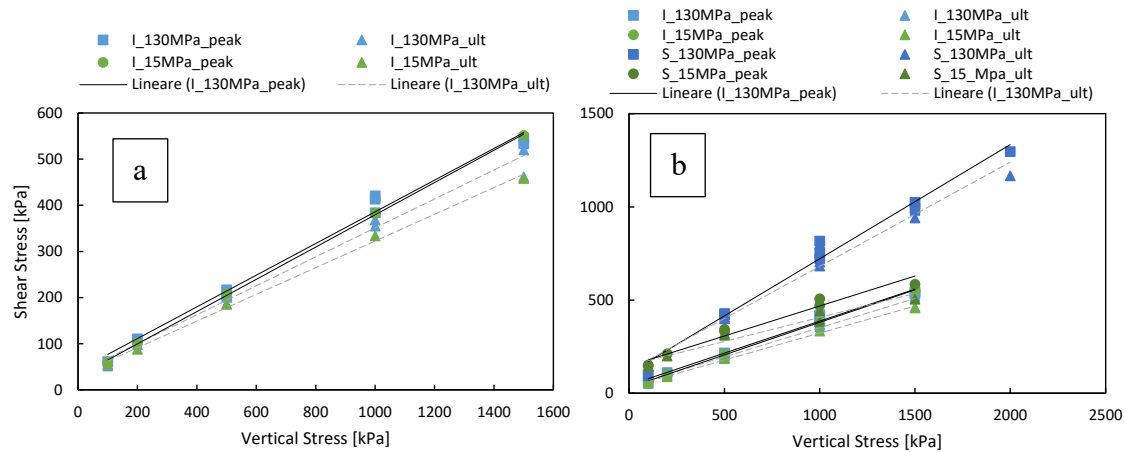 I_130MPa_peak I_130MPa_ult
I_15MPa_peak I_15MPa_ult
Lineare (I_130MPa_peak) Lineare (I_130MPa_ult)
600
500
400
300
200
100
0
0 200 400 600 800 1000 1200 1400 1600
Shear Stress [kPa]
Vertical Stress [kPa]
a
I_130MPa_peak I_130MPa_ult
I_15MPa_peak I_15MPa_ult
S_130MPa_peak S_130MPa_ult
S_15MPa_peak S_15_Mpa_ult
Lineare (I_130MPa_peak) Lineare (I_130MPa_ult)
1500
1000
500
0
0 500 1000 1500 2000 2500
Vertical Stress [kPa]
b